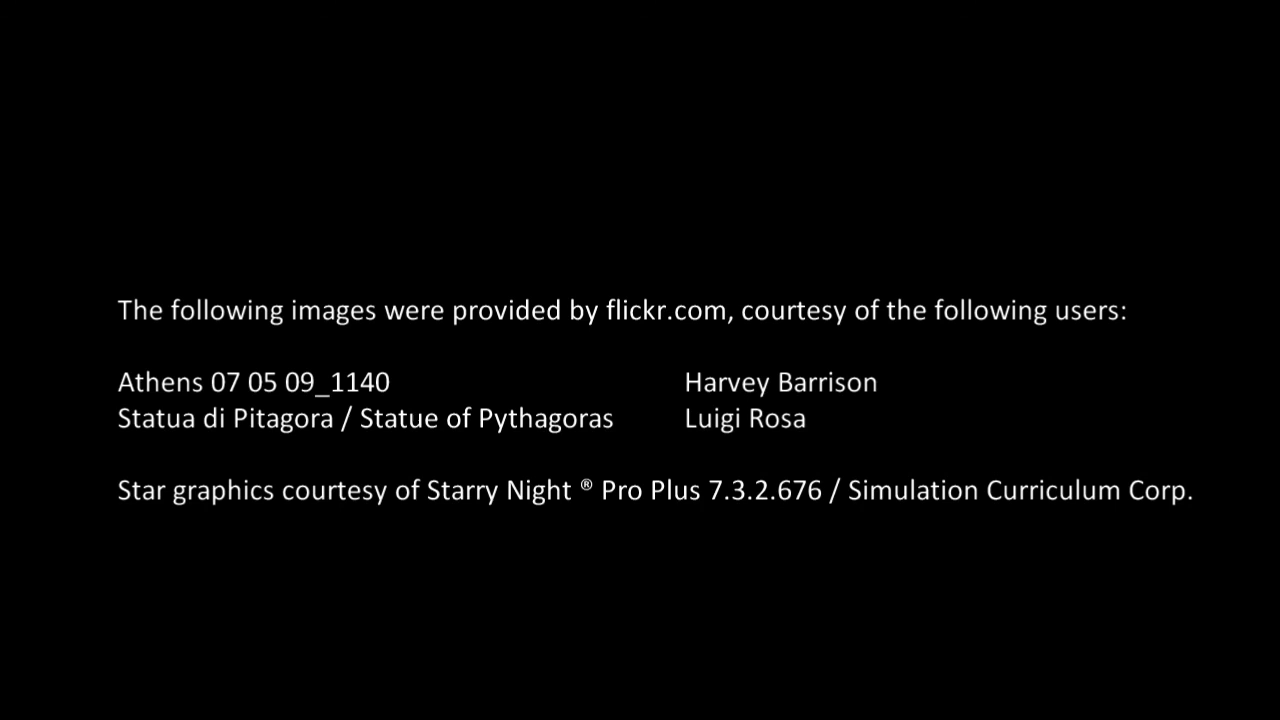 The following images were provided by flickr.com, courtesy of the following users:
Athens 07 05 09_1140 Harvey Barrison
Statua di Pitagora / Statue of Pythagoras Luigi Rosa
Star graphics courtesy of Starry Night ® Pro Plus 7.3.2.676 / Simulation Curriculum Corp.